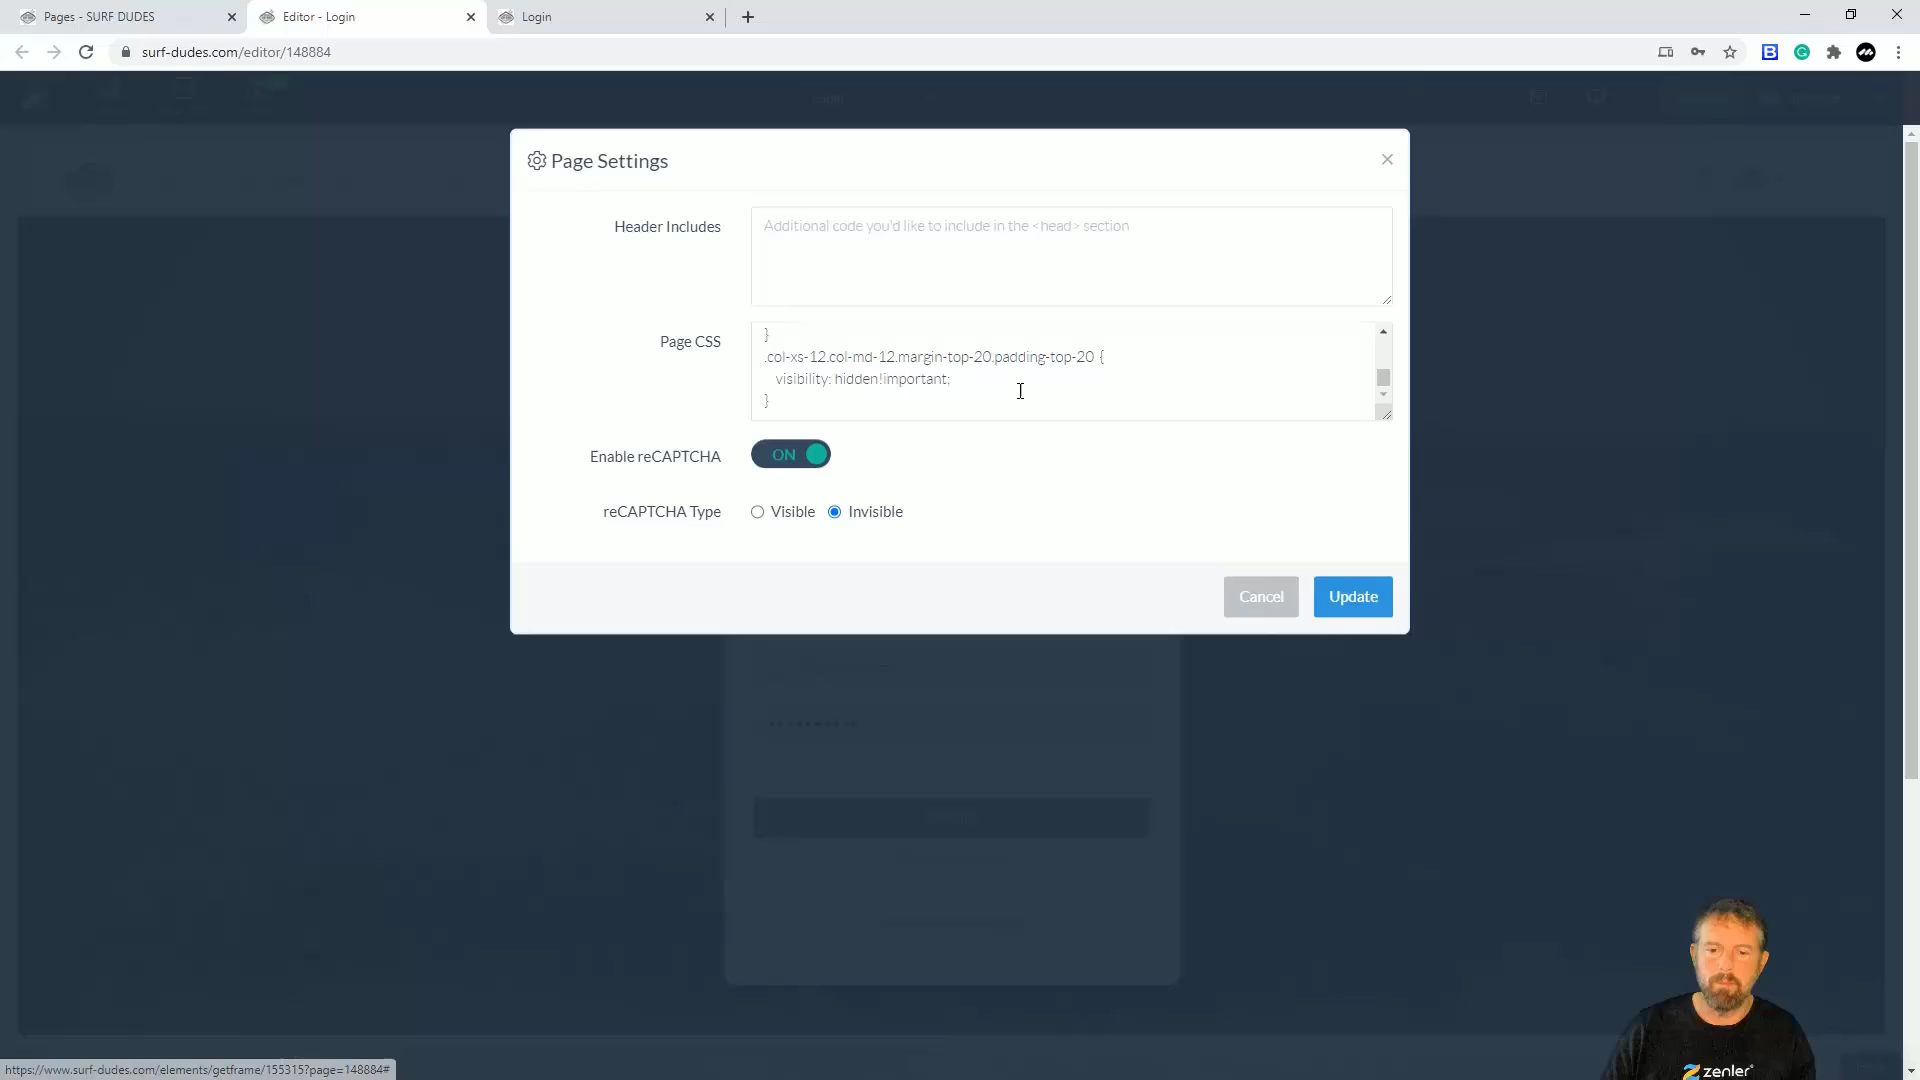 Pages - SURF DUDES
Editor - Login
Login
surf-dudes.com/editor/148884
Page Settings
Header Includes
Additional code you'd like to include in the <head> section
Page CSS
}
.col-xs-12.col-md-12.margin-top-20.padding-top-20 {
visibility: hidden!important;
}
Enable reCAPTCHA
ON
reCAPTCHA Type
Visible
Invisible
Cancel
Update
https://www.surf-dudes.com/elements/getframe/155315?page=148884#
zenler